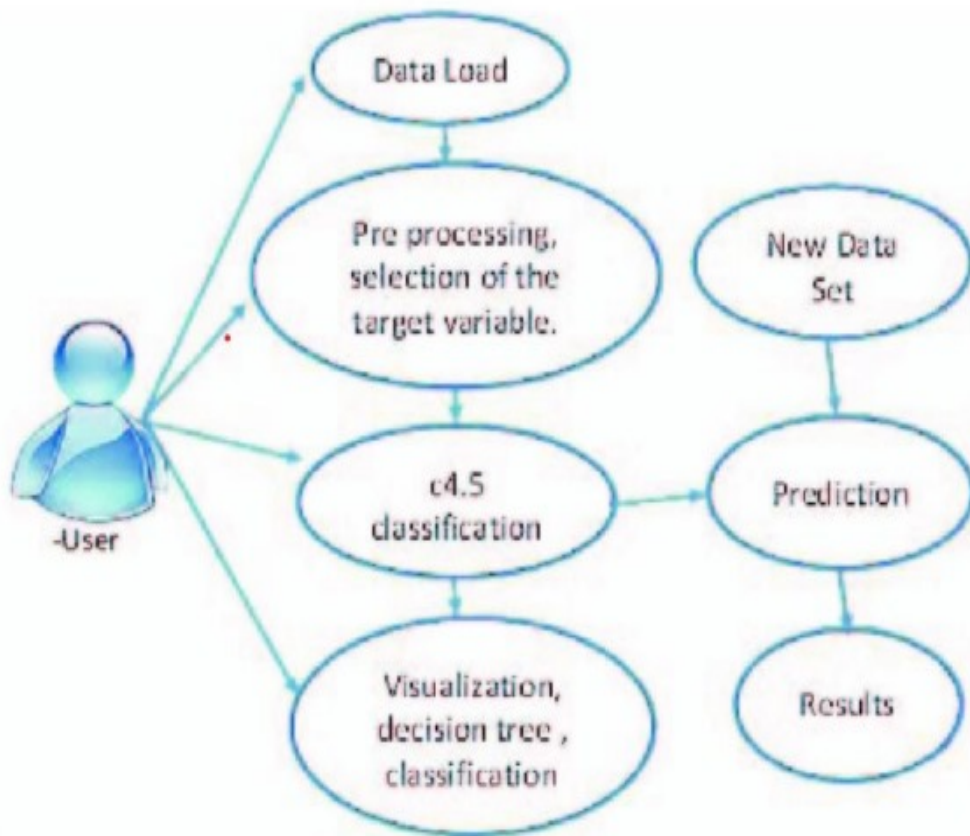 Data Load
Pre processing,
selection of the
target variable.
New Data
Set
c4.5
classification
Prediction
-User
Visualization,
decision tree ,
classification
Results